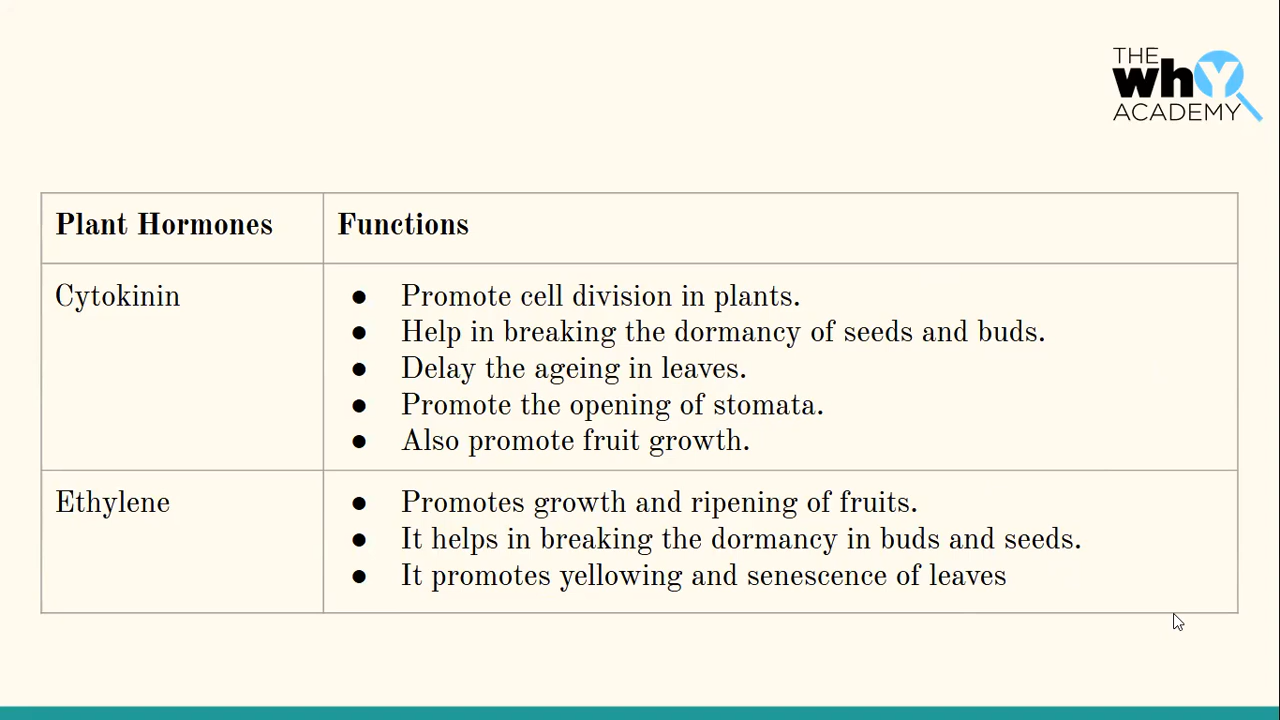 THE
whY
ACADEMY
Plant Hormones
Functions
Cytokinin
● Promote cell division in plants.
● Help in breaking the dormancy of seeds and buds.
● Delay the ageing in leaves.
● Promote the opening of stomata.
● Also promote fruit growth.
Ethylene
● Promotes growth and ripening of fruits.
● It helps in breaking the dormancy in buds and seeds.
● It promotes yellowing and senescence of leaves